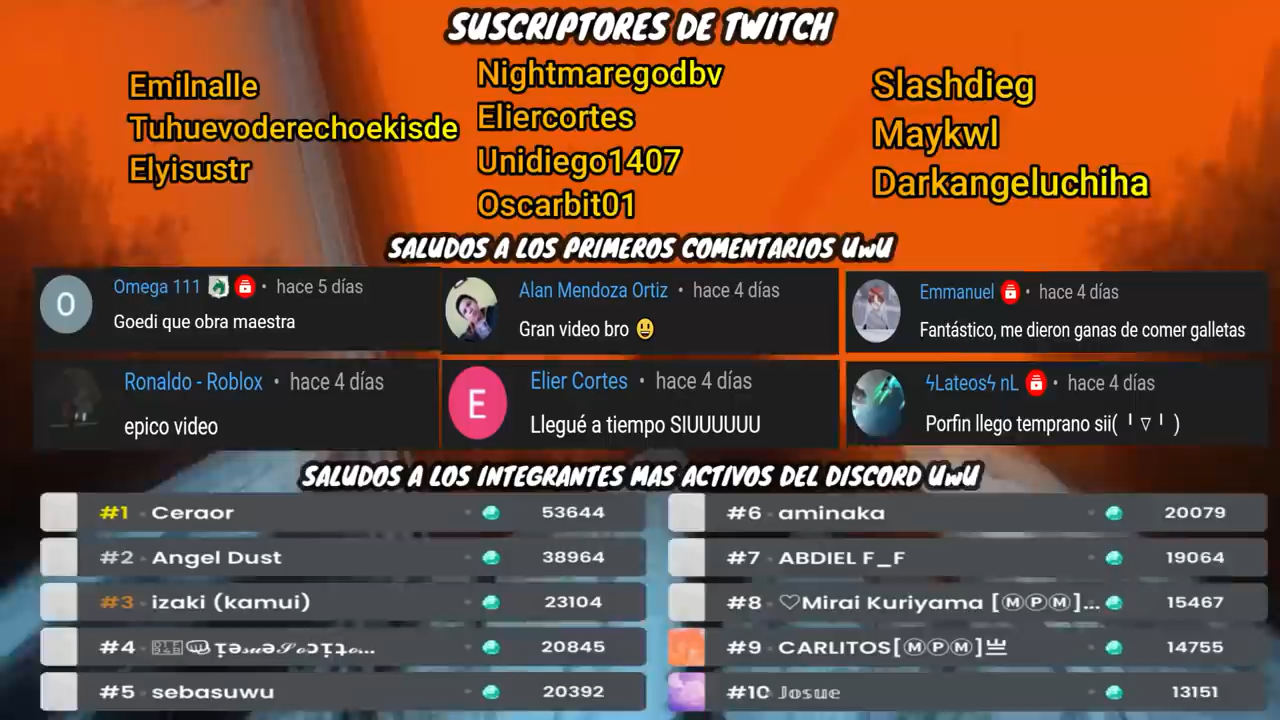 SUSCRIPTORES DE TWITCH
Emilnalle
Tuhuevoderechoekisde
Elyisustr
Nightmaregodbv
Eliercortes
Unidiego1407
Oscarbit01
Slashdieg
Maykwl
Darkangeluchiha
SALUDOS A LOS PRIMEROS COMENTARIOS UwU
O
Omega 111 • hace 5 días
Goedi que obra maestra
Alan Mendoza Ortiz • hace 4 días
Gran video bro 😃
Emmanuel • hace 4 días
Fantástico, me dieron ganas de comer galletas
Ronaldo - Roblox • hace 4 días
epico video
E
Elier Cortes • hace 4 días
Llegué a tiempo SIUUUUUU
ϟLateosϟ nL • hace 4 días
Porfin llego temprano sii( ╹▽╹ )
SALUDOS A LOS INTEGRANTES MAS ACTIVOS DEL DISCORD UwU
#1 • Ceraor • 53644
#2 • Angel Dust • 38964
#3 • izaki (kamui) • 23104
#4 • 20845
#5 • sebasuwu • 20392
#6 • aminaka • 20079
#7 • ABDIEL F_F • 19064
#8 • ♡Mirai Kuriyama [ⓂⓅⓂ]... 15467
#9 • CARLITOS[ⓂⓅⓂ]亗 • 14755
#10 • 𝕁𝕠𝕤𝕦𝕖 • 13151